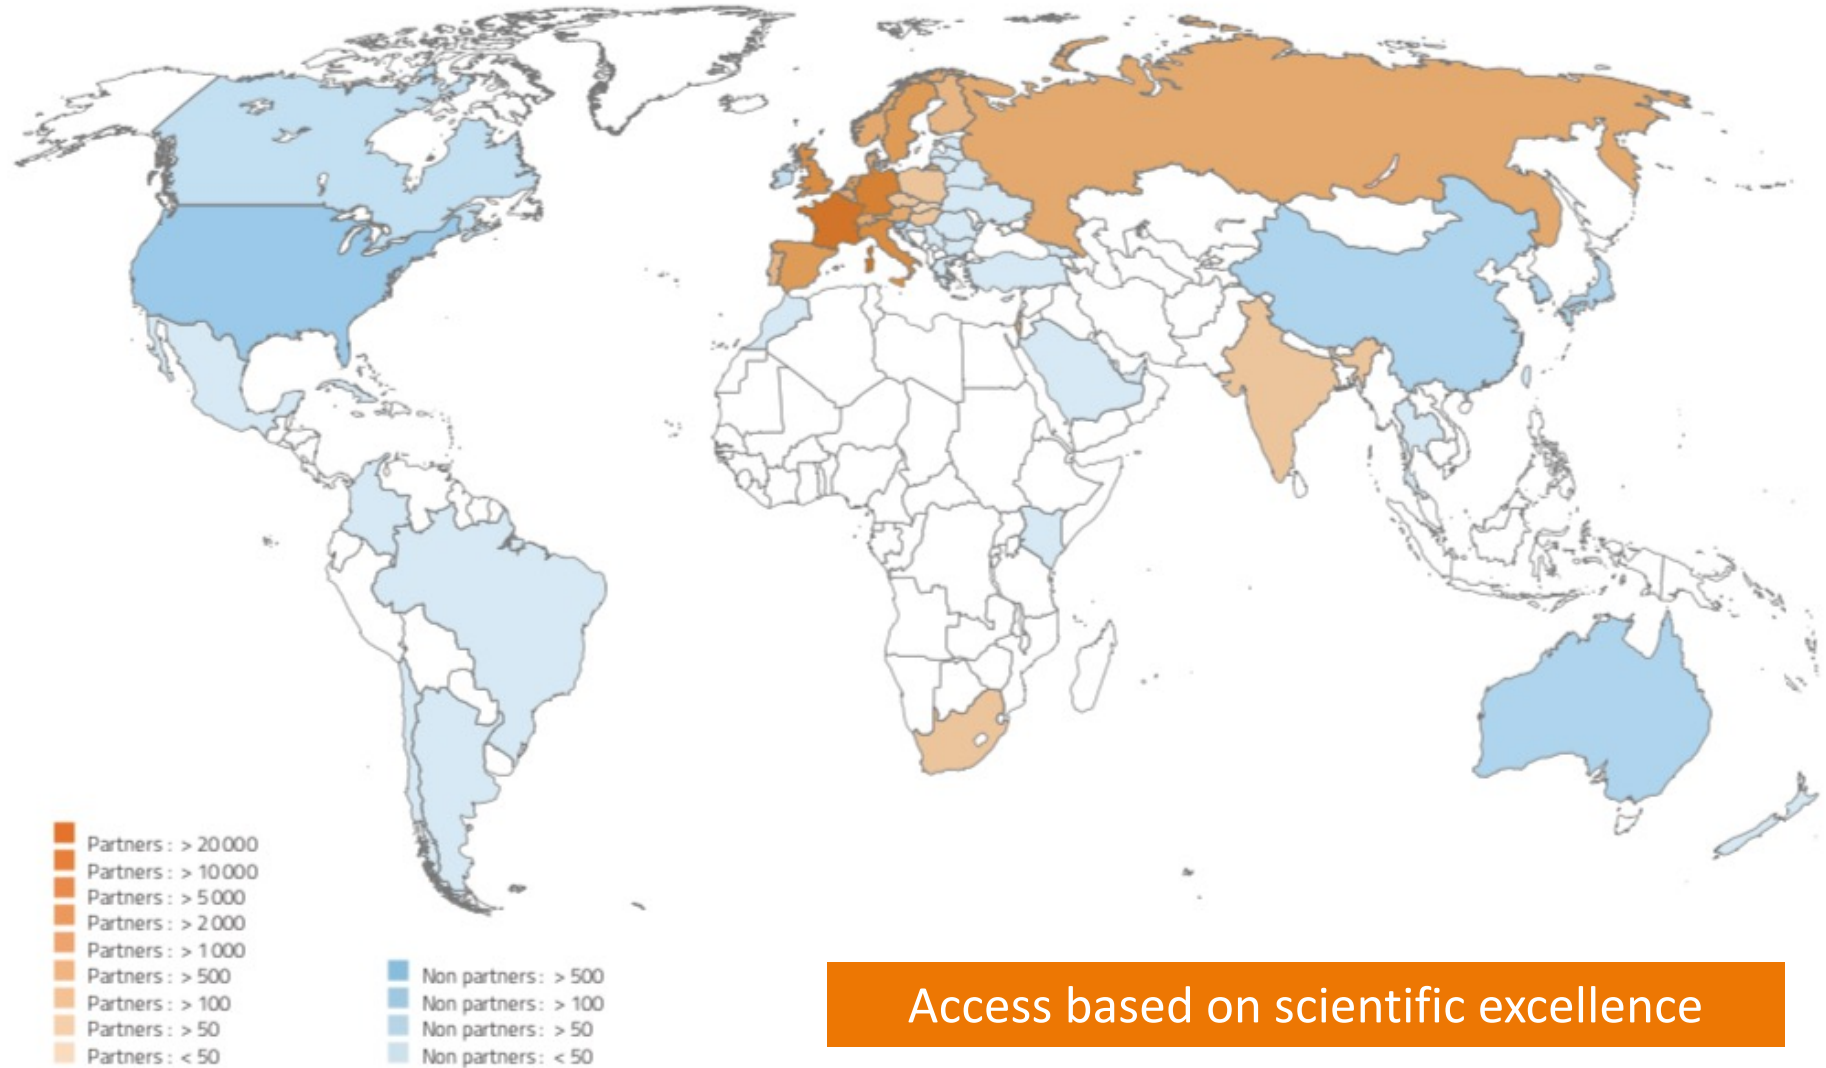 Partners : > 20 000
Partners : > 10 000
Partners : > 5 000
Partners : > 2 000
Partners : > 1 000
Partners : > 500
Partners : > 100
Partners : > 50
Partners : < 50
Non partners : > 500
Non partners : > 100
Non partners : > 50
Non partners : < 50
Access based on scientific excellence